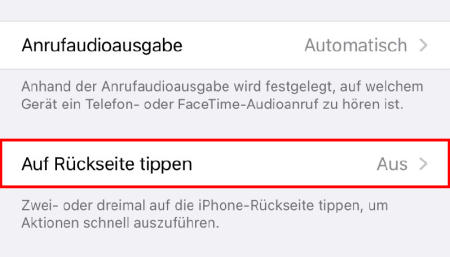 Anrufaudioausgabe Automatisch
Anhand der Anrufaudioausgabe wird festgelegt, auf welchem
Gerät ein Telefon- oder FaceTime-Audioanruf zu hören ist.
Auf Rückseite tippen Aus
Zwei- oder dreimal auf die iPhone-Rückseite tippen, um
Aktionen schnell auszuführen.